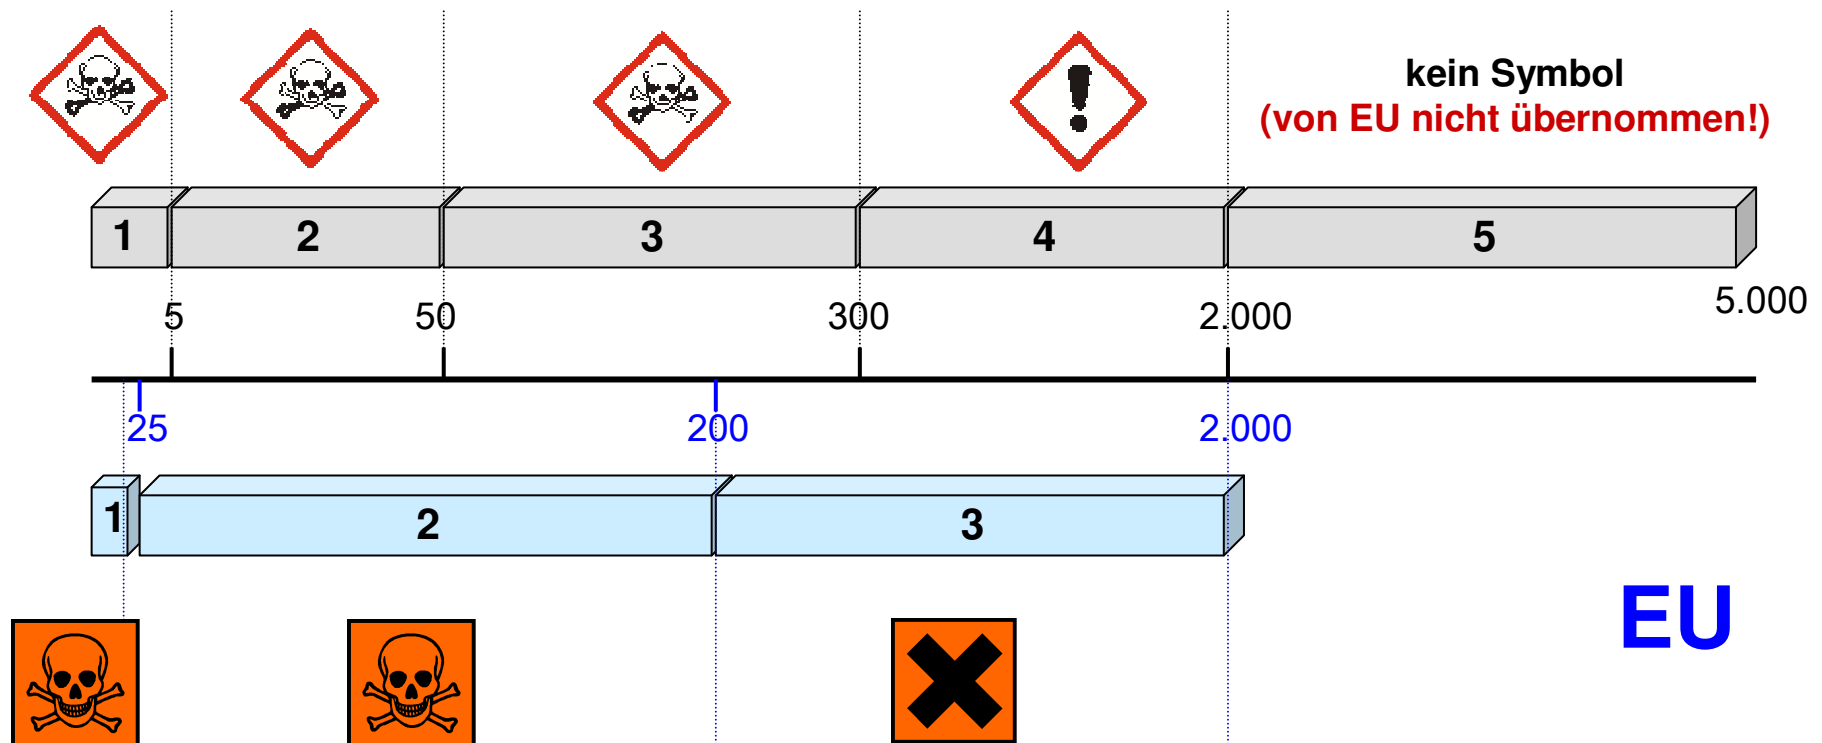 kein Symbol
(von EU nicht übernommen!)
1 2 3 4 5
5 50 300 2.000 5.000
25 200 2.000
1 2 3
EU